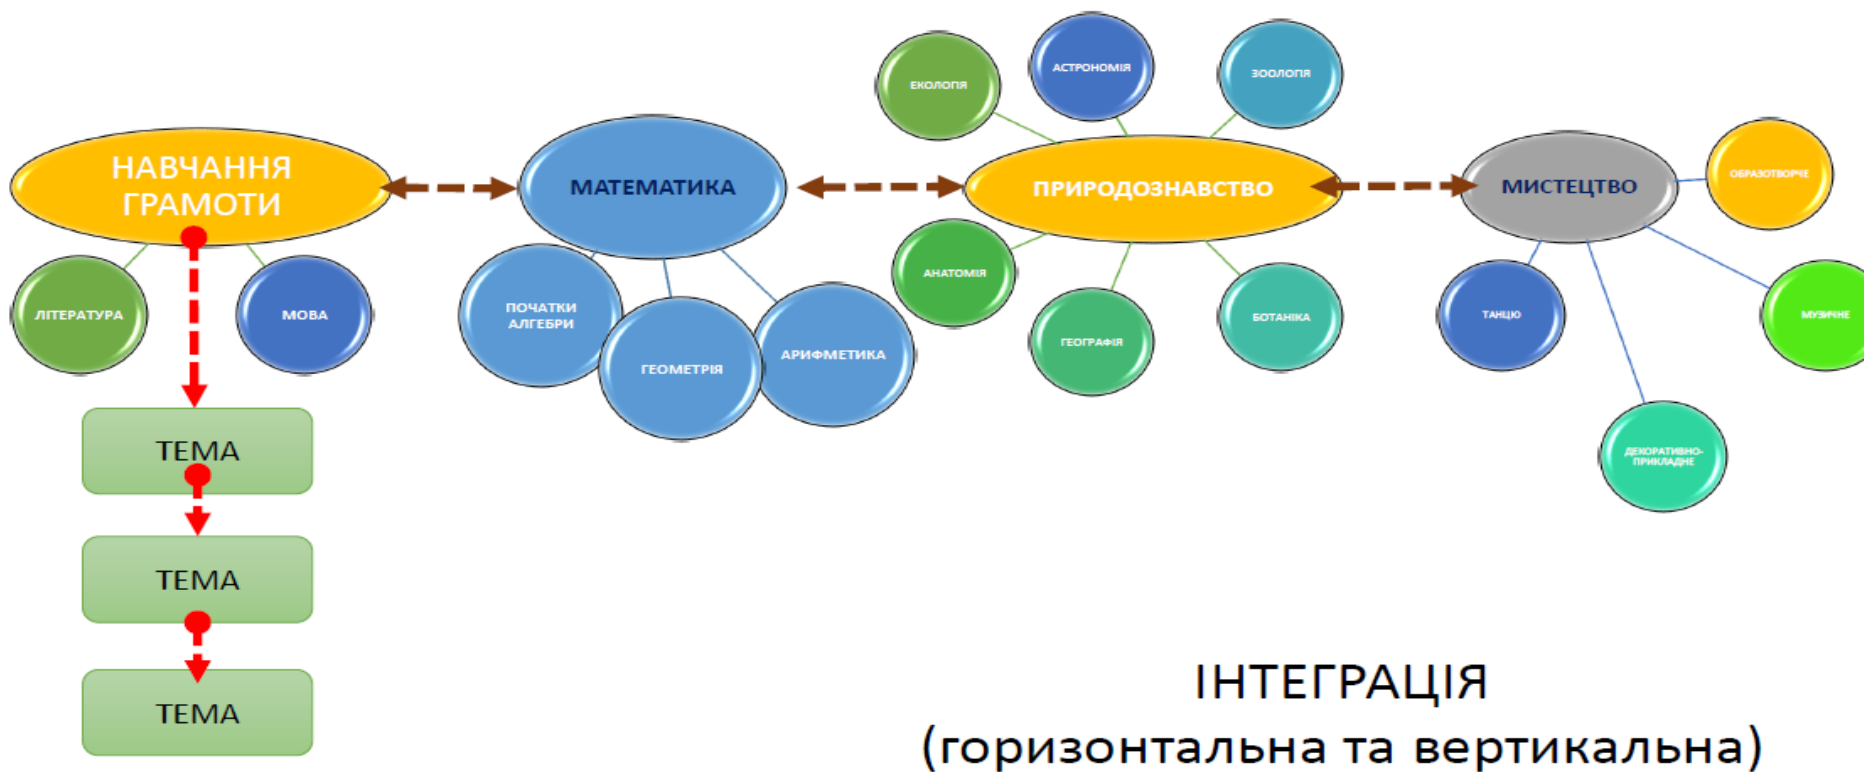 НАВЧАННЯ
ГРАМОТИ
ЛІТЕРАТУРА
МОВА
ТЕМА
ТЕМА
ТЕМА
МАТЕМАТИКА
ПОЧАТКИ
АЛГЕБРИ
ГЕОМЕТРІЯ
АРИФМЕТИКА
ЕКОЛОГІЯ
АСТРОНОМІЯ
ЗООЛОГІЯ
ПРИРОДОЗНАВСТВО
АНАТОМІЯ
ГЕОГРАФІЯ
БОТАНІКА
МИСТЕЦТВО
ОБРАЗОТВОРЧЕ
ТАНЦЮ
МУЗИЧНЕ
ДЕКОРАТИВНО-
ПРИКЛАДНЕ
ІНТЕГРАЦІЯ
(горизонтальна та вертикальна)